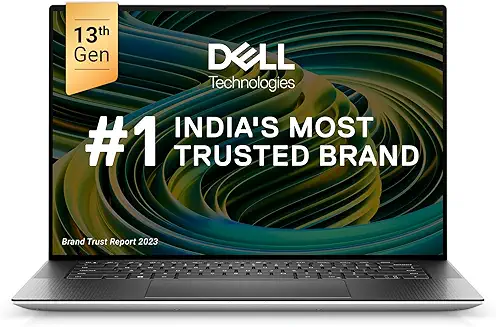 13th
Gen
DELL
Technologies
#1 INDIA'S MOST
TRUSTED BRAND
Brand Trust Report 2023